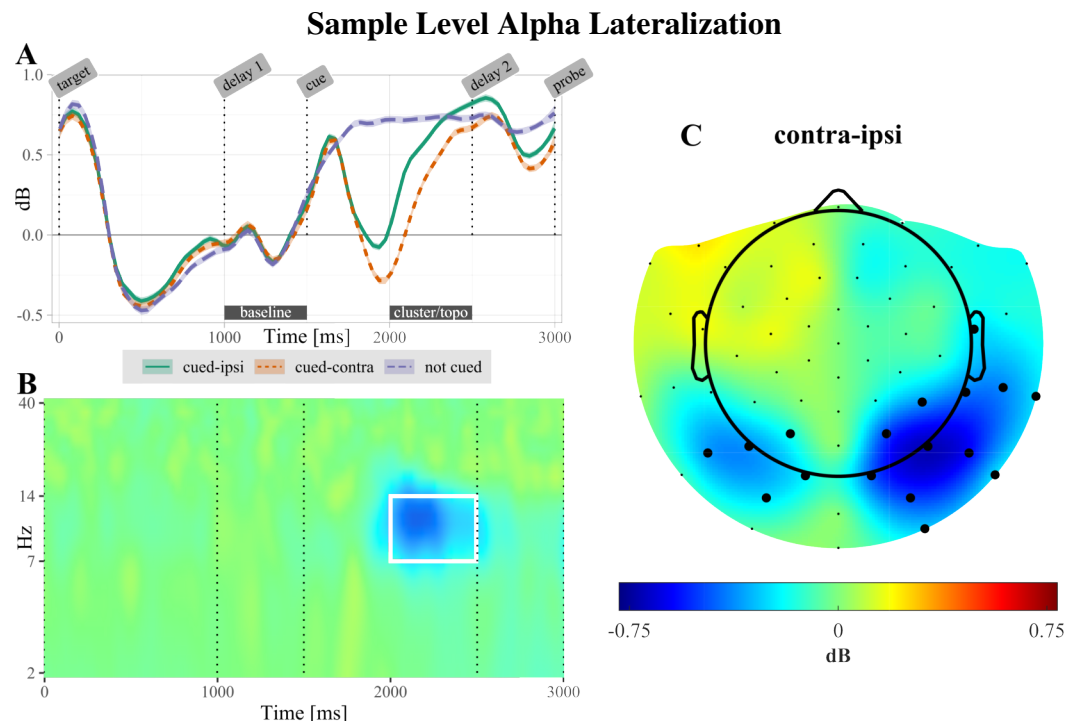 Sample Level Alpha Lateralization
A
target
delay 1
cue
delay 2
probe
1.0
0.5
0.0
-0.5
dB
baseline
cluster/topo
0
1000
2000
3000
Time [ms]
cued-ipsi
cued-contra
not cued
B
40
14
7
2
Hz
0
1000
2000
3000
Time [ms]
C
contra-ipsi
-0.75
0
0.75
dB